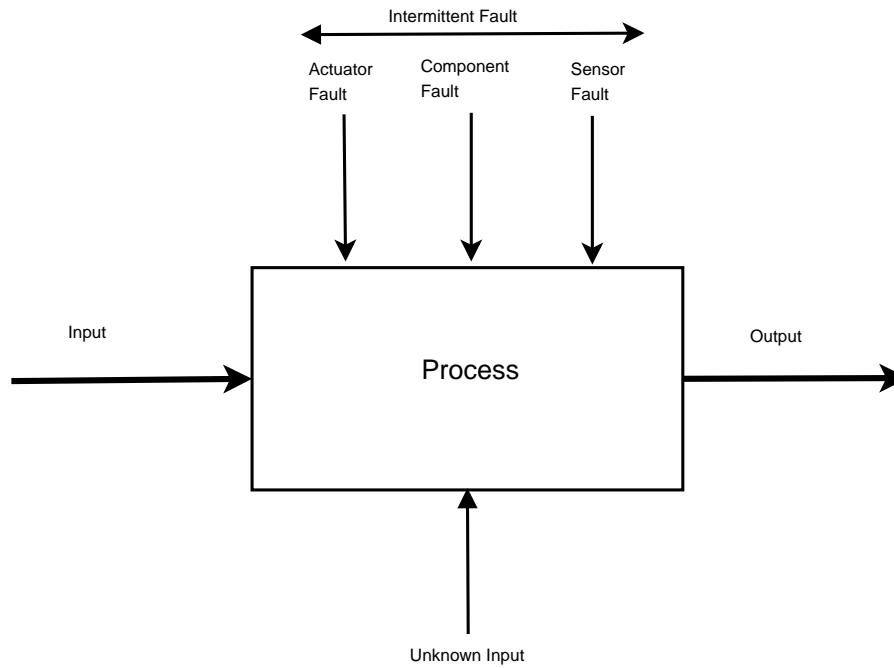 Intermittent Fault
Actuator
Fault
Component
Fault
Sensor
Fault
Input
Process
Output
Unknown Input